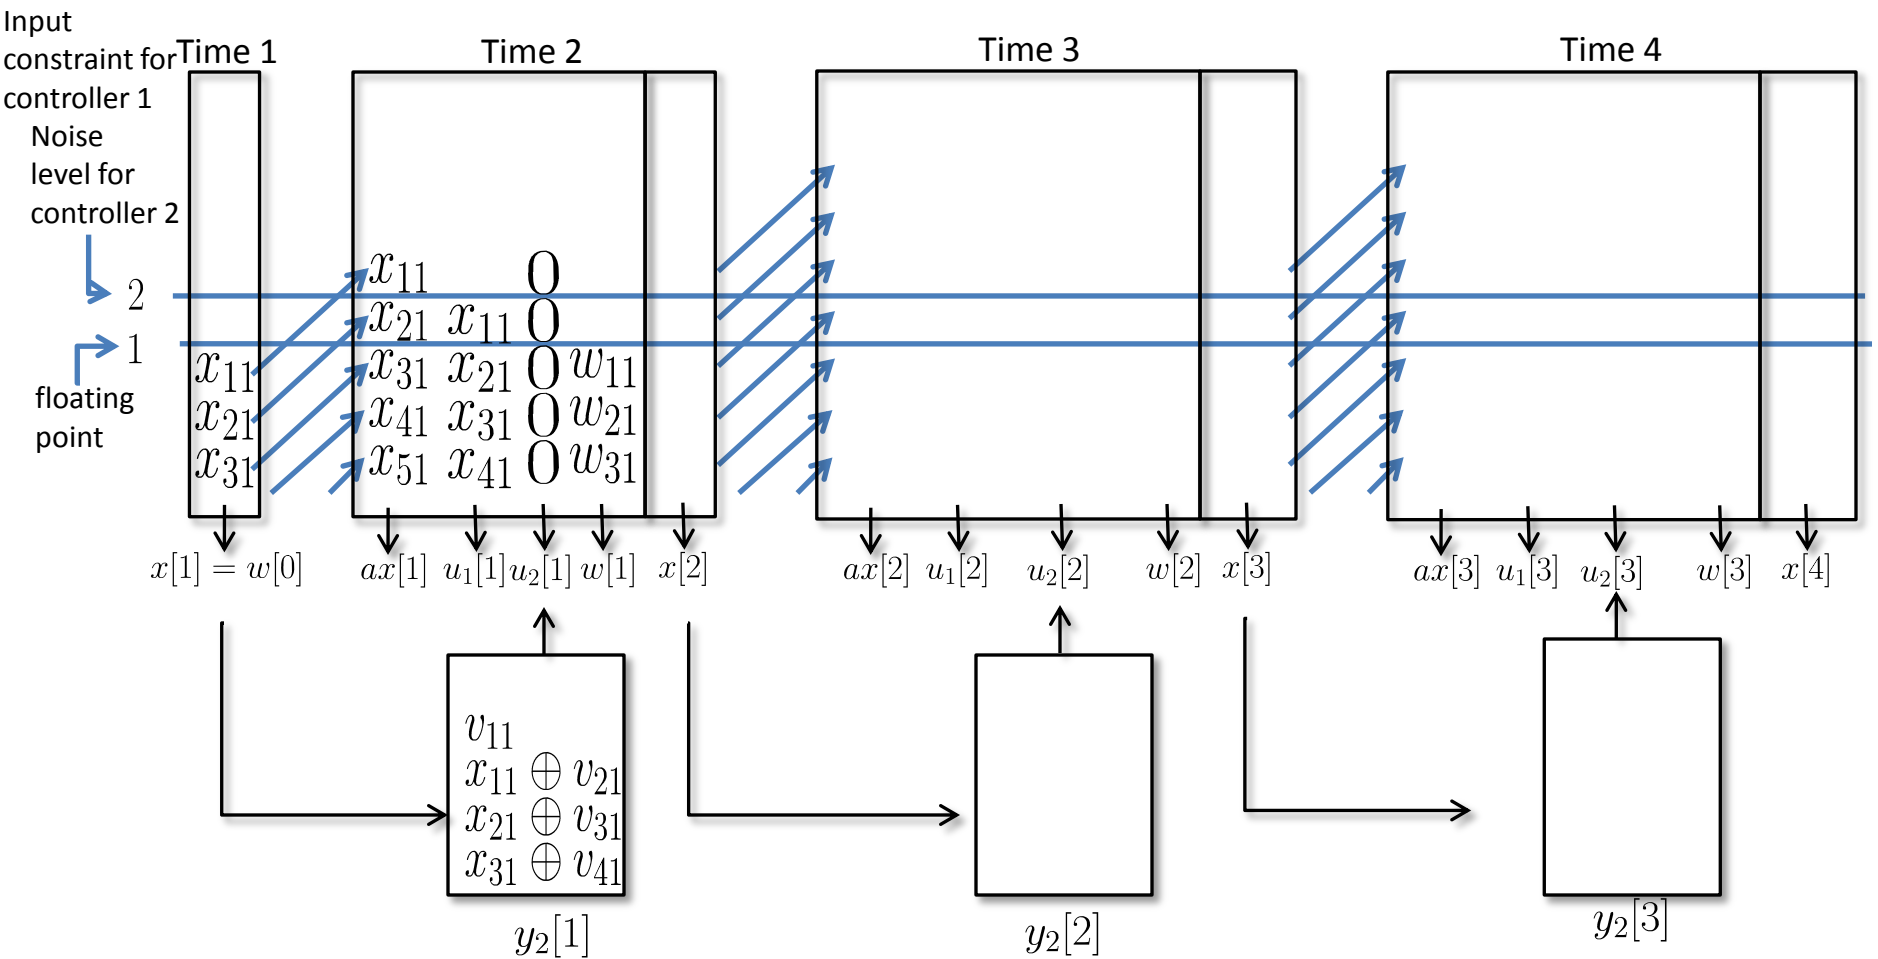 Input
constraint for
controller 1
Noise
level for
controller 2
2
1
floating
point
Time 1
Time 2
Time 3
Time 4
x₁₁
x₂₁
x₃₁
x₁₁ 0
x₂₁ x₁₁ 0
x₃₁ x₂₁ 0 w₁₁
x₄₁ x₃₁ 0 w₂₁
x₅₁ x₄₁ 0 w₃₁
x[1] = w[0]
ax[1] u₁[1] u₂[1] w[1] x[2]
ax[2] u₁[2] u₂[2] w[2] x[3]
ax[3] u₁[3] u₂[3] w[3] x[4]
v₁₁
x₁₁ ⊕ v₂₁
x₂₁ ⊕ v₃₁
x₃₁ ⊕ v₄₁
y₂[1]
y₂[2]
y₂[3]